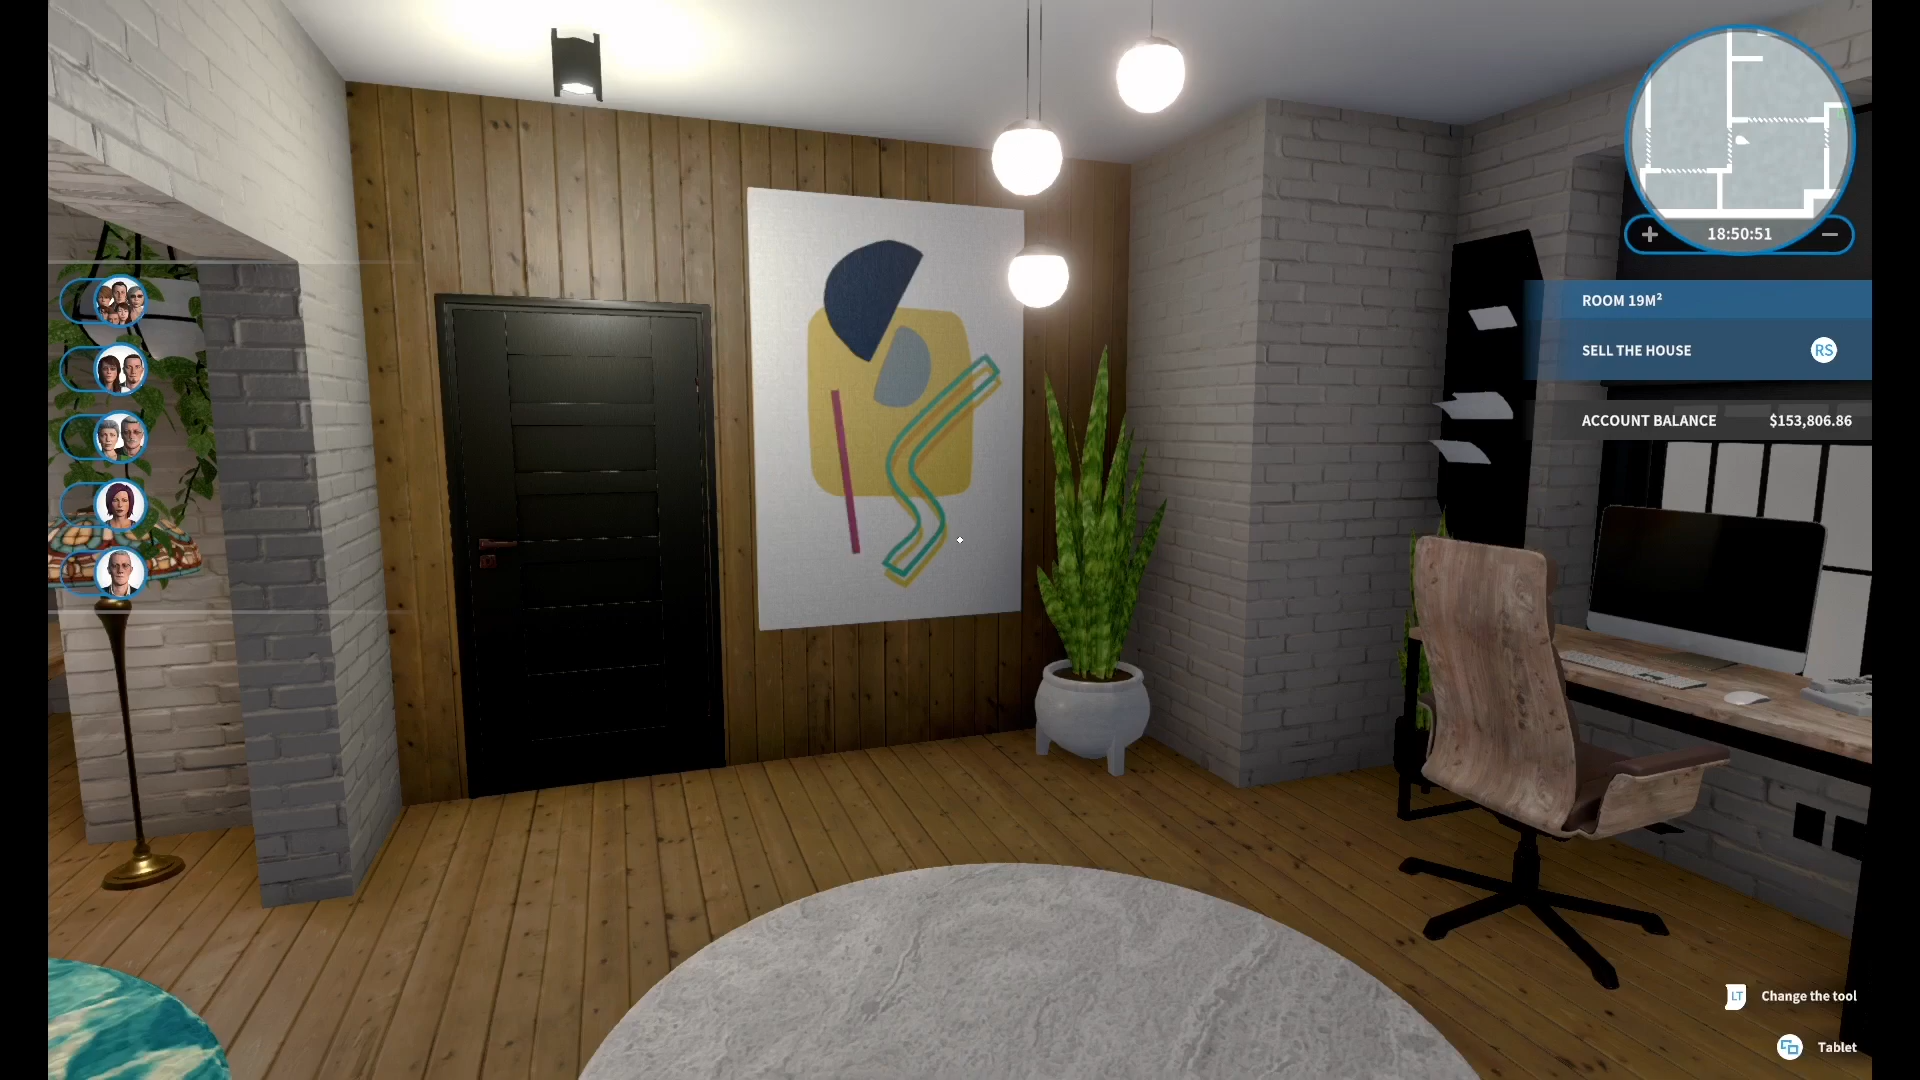 18:50:51
ROOM 19M²
SELL THE HOUSE RS
ACCOUNT BALANCE $153,806.86
LT Change the tool
Tablet